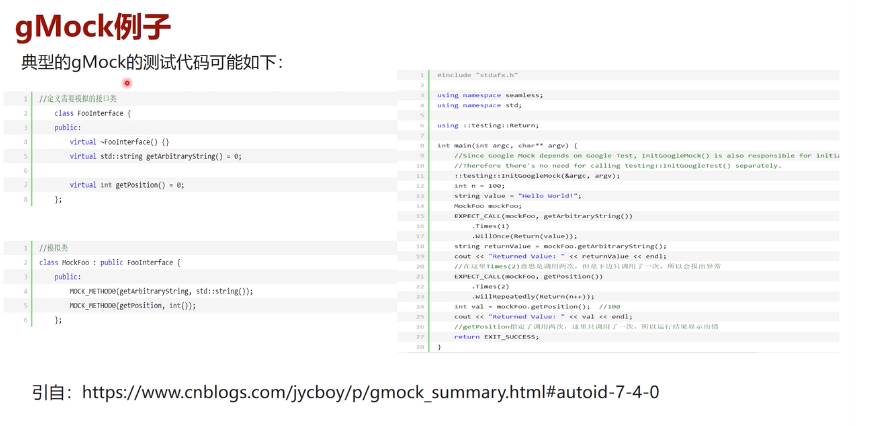 gMock例子
典型的gMock的测试代码可能如下：
1 //定义需要模拟的接口类
2 class FooInterface {
3 public:
4 virtual ~FooInterface() {}
5 virtual std::string getArbitraryString() = 0;
6
7 virtual int getPosition() = 0;
8 };
1 //模拟类
2 class MockFoo : public FooInterface {
3 public:
4 MOCK_METHOD0(getArbitraryString, std::string());
5 MOCK_METHOD0(getPosition, int());
6 };
1 #include "stdafx.h"
2
3 using namespace seamless;
4 using namespace std;
5
6 using ::testing::Return;
7
8 int main(int argc, char** argv) {
9 //Since Google Mock depends on Google Test, InitGoogleMock() is also responsible for initia
10 //Therefore there's no need for calling testing::InitGoogleTest() separately.
11 ::testing::InitGoogleMock(&argc, argv);
12 int n = 100;
13 string value = "Hello World!";
14 MockFoo mockFoo;
15 EXPECT_CALL(mockFoo, getArbitraryString())
16 .Times(1)
17 .WillOnce(Return(value));
18 string returnValue = mockFoo.getArbitraryString();
19 cout << "Returned Value: " << returnValue << endl;
20 //在这里Times(2)意思是调用两次，但是下边只调用了一次，所以会报出异常
21 EXPECT_CALL(mockFoo, getPosition())
22 .Times(2)
23 .WillRepeatedly(Return(n++));
24 int val = mockFoo.getPosition(); //100
25 cout << "Returned Value: " << val << endl;
26 //getPosition指定了调用两次，这里只调用了一次，所以运行结果显示出错
27 return EXIT_SUCCESS;
28 }
引自：https://www.cnblogs.com/jycboy/p/gmock_summary.html#autoid-7-4-0